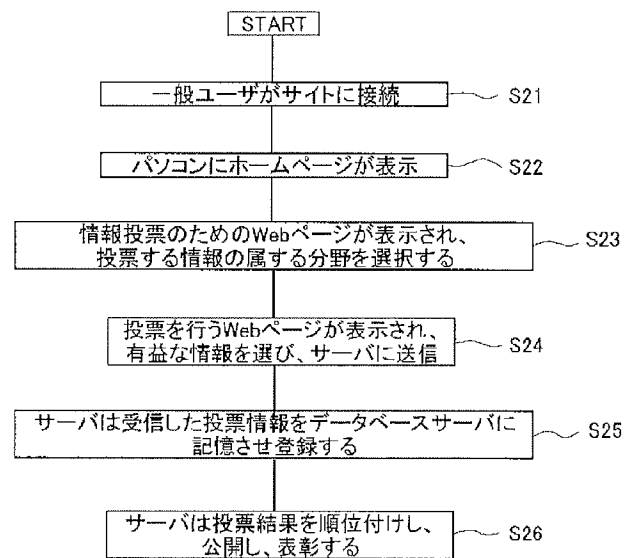 START
一般ユーザがサイトに接続
S21
パソコンにホームページが表示
S22
情報投票のためのWebページが表示され、
投票する情報の属する分野を選択する
S23
投票を行うWebページが表示され、
有益な情報を選び、サーバに送信
S24
サーバは受信した投票情報をデータベースサーバに
記憶させ登録する
S25
サーバは投票結果を順位付けし、
公開し、表彰する
S26